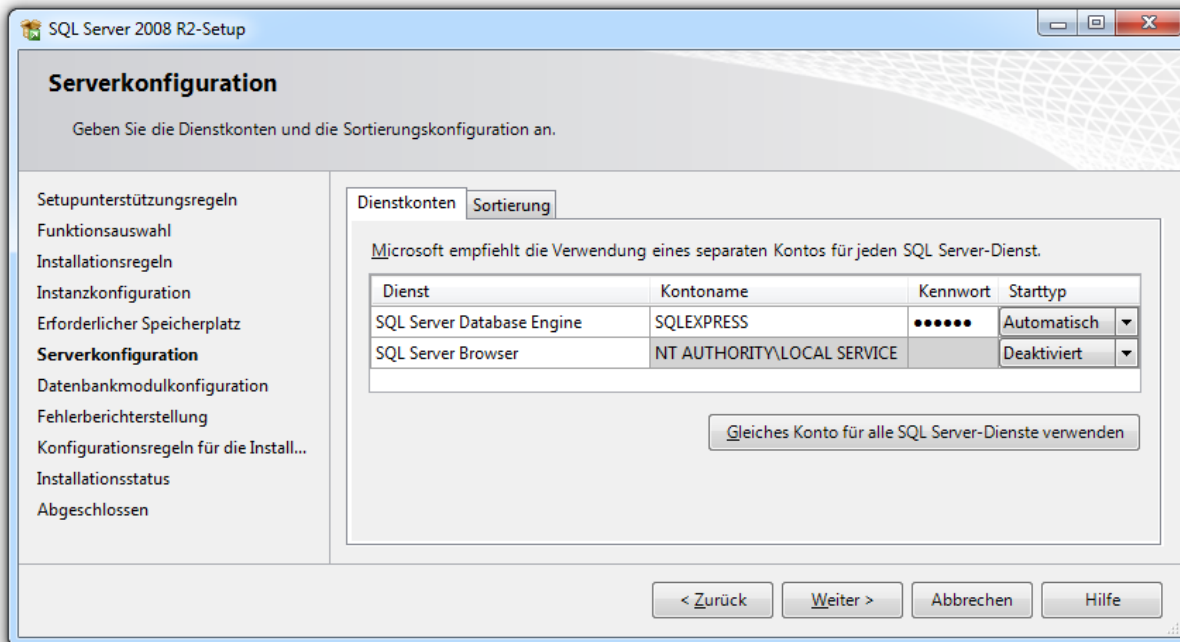 SQL Server 2008 R2-Setup
Serverkonfiguration
Geben Sie die Dienstkonten und die Sortierungskonfiguration an.
Setupunterstützungsregeln
Funktionsauswahl
Installationsregeln
Instanzkonfiguration
Erforderlicher Speicherplatz
Serverkonfiguration
Datenbankmodulkonfiguration
Fehlerberichterstellung
Konfigurationsregeln für die Install...
Installationsstatus
Abgeschlossen
Dienstkonten Sortierung
Microsoft empfiehlt die Verwendung eines separaten Kontos für jeden SQL Server-Dienst.
Dienst Kontoname Kennwort Starttyp
SQL Server Database Engine SQLEXPRESS ●●●●●● Automatisch
SQL Server Browser NT AUTHORITY\LOCAL SERVICE Deaktiviert
Gleiches Konto für alle SQL Server-Dienste verwenden
< Zurück Weiter > Abbrechen Hilfe